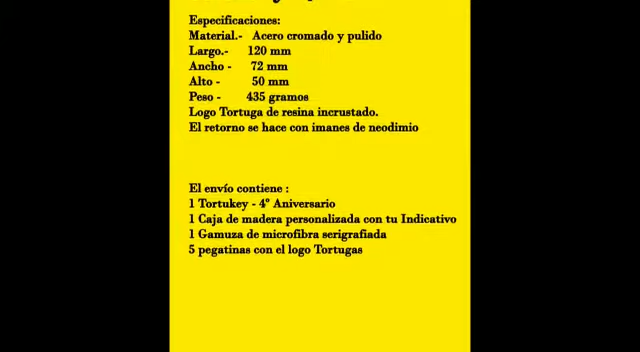 Especificaciones:
Material.- Acero cromado y pulido
Largo.- 120 mm
Ancho - 72 mm
Alto - 50 mm
Peso - 435 gramos
Logo Tortuga de resina incrustado.
El retorno se hace con imanes de neodimio
El envío contiene :
1 Tortukey - 4º Aniversario
1 Caja de madera personalizada con tu Indicativo
1 Gamuza de microfibra serigrafiada
5 pegatinas con el logo Tortugas